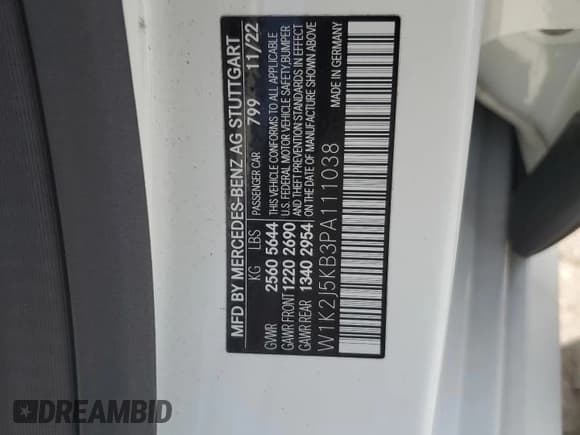 MFD BY MERCEDES-BENZ AG STUTTGART
PASSENGER CAR 799 11/22
KG LBS
GVWR 2560 5644
GAWR FRONT 1220 2690
GAWR REAR 1340 2954
THIS VEHICLE CONFORMS TO ALL APPLICABLE
U.S. FEDERAL MOTOR VEHICLE SAFETY,BUMPER
AND THEFT PREVENTION STANDARDS IN EFFECT
ON THE DATE OF MANUFACTURE SHOWN ABOVE
MADE IN GERMANY
W1K2J5KB3PA111038
DREAMBID